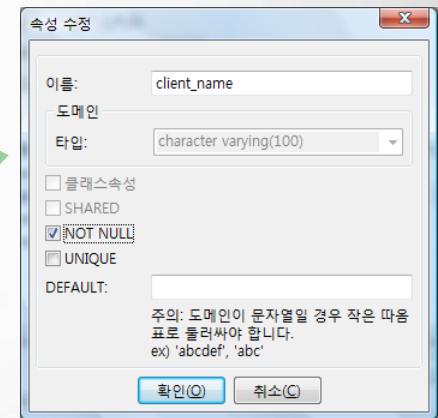 속성 수정
이름: client_name
도메인
타입: character varying(100)
클래스속성
SHARED
NOT NULL
UNIQUE
DEFAULT:
주의: 도메인이 문자열일 경우 작은 따옴
표로 둘러싸야 합니다.
ex) 'abcdef', 'abc'
확인(O) 취소(C)